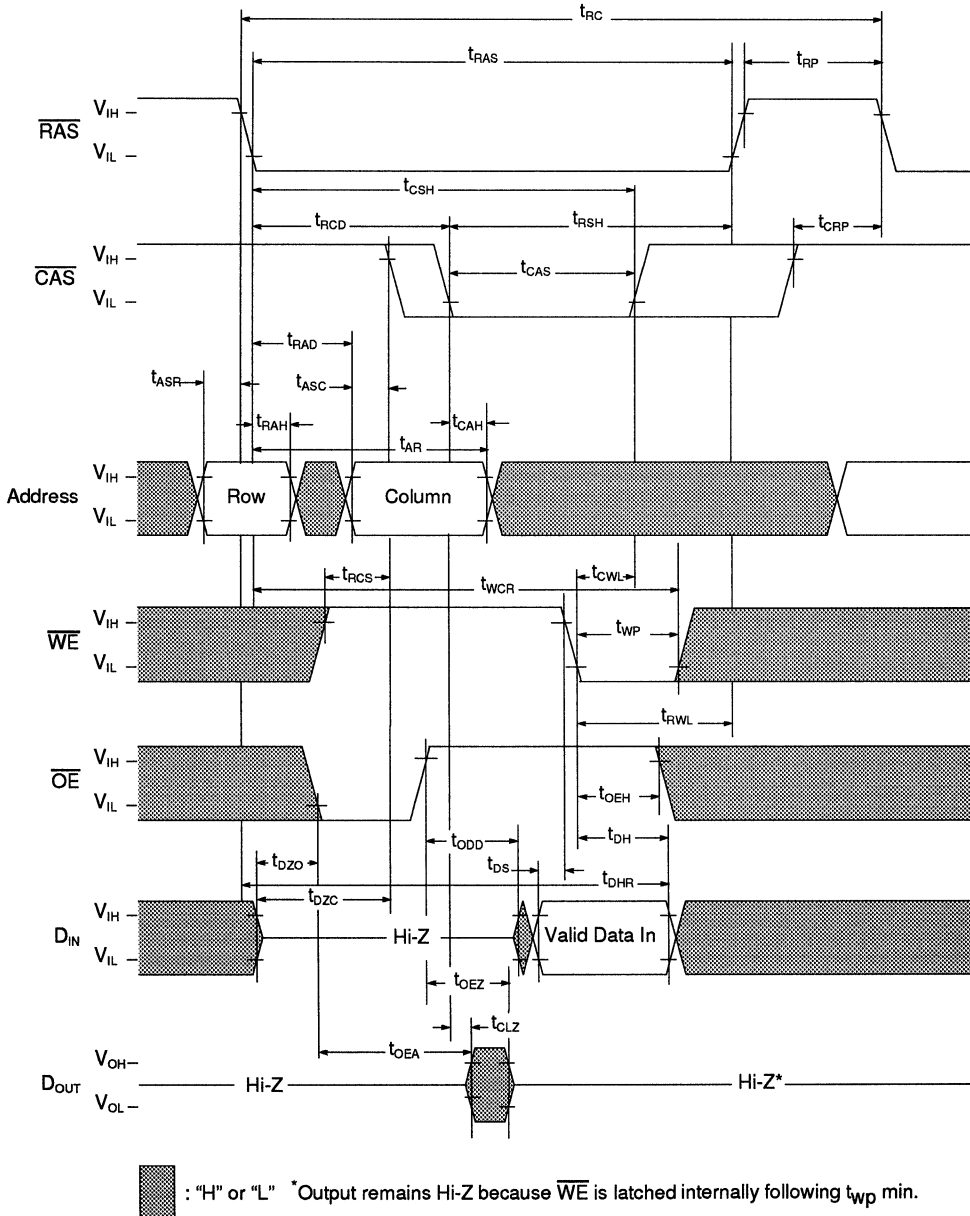 tRC
tRAS
tRP
RAS
VIH
VIL
tCSH
tRCD
tRSH
tCRP
CAS
VIH
VIL
tCAS
tRAD
tASR
tASC
tRAH
tCAH
tAR
Address
VIH
VIL
Row
Column
tRCS
tCWL
tWCR
WE
VIH
VIL
tWP
tRWL
OE
VIH
VIL
tOEH
tODD
tDH
tDZO
tDS
tDHR
tDZC
DIN
VIH
VIL
Hi-Z
Valid Data In
tOEZ
tCLZ
tOEA
DOUT
VOH
VOL
Hi-Z
Hi-Z*
: “H” or “L” *Output remains Hi-Z because WE is latched internally following twp min.